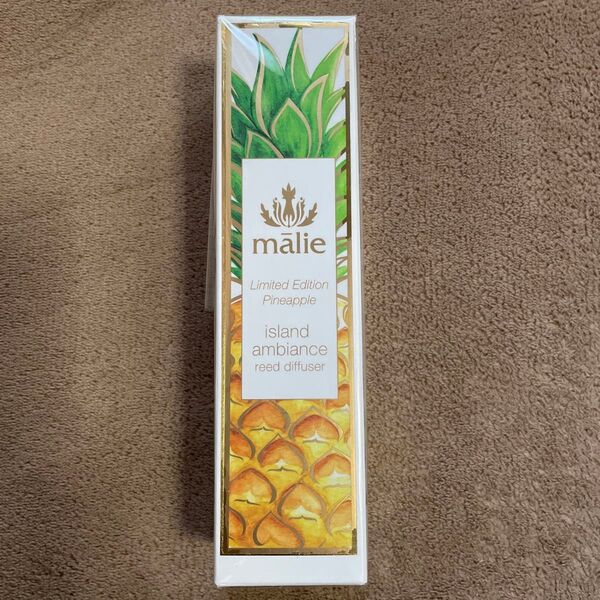 mālie
Limited Edition
Pineapple
island
ambiance
reed diffuser